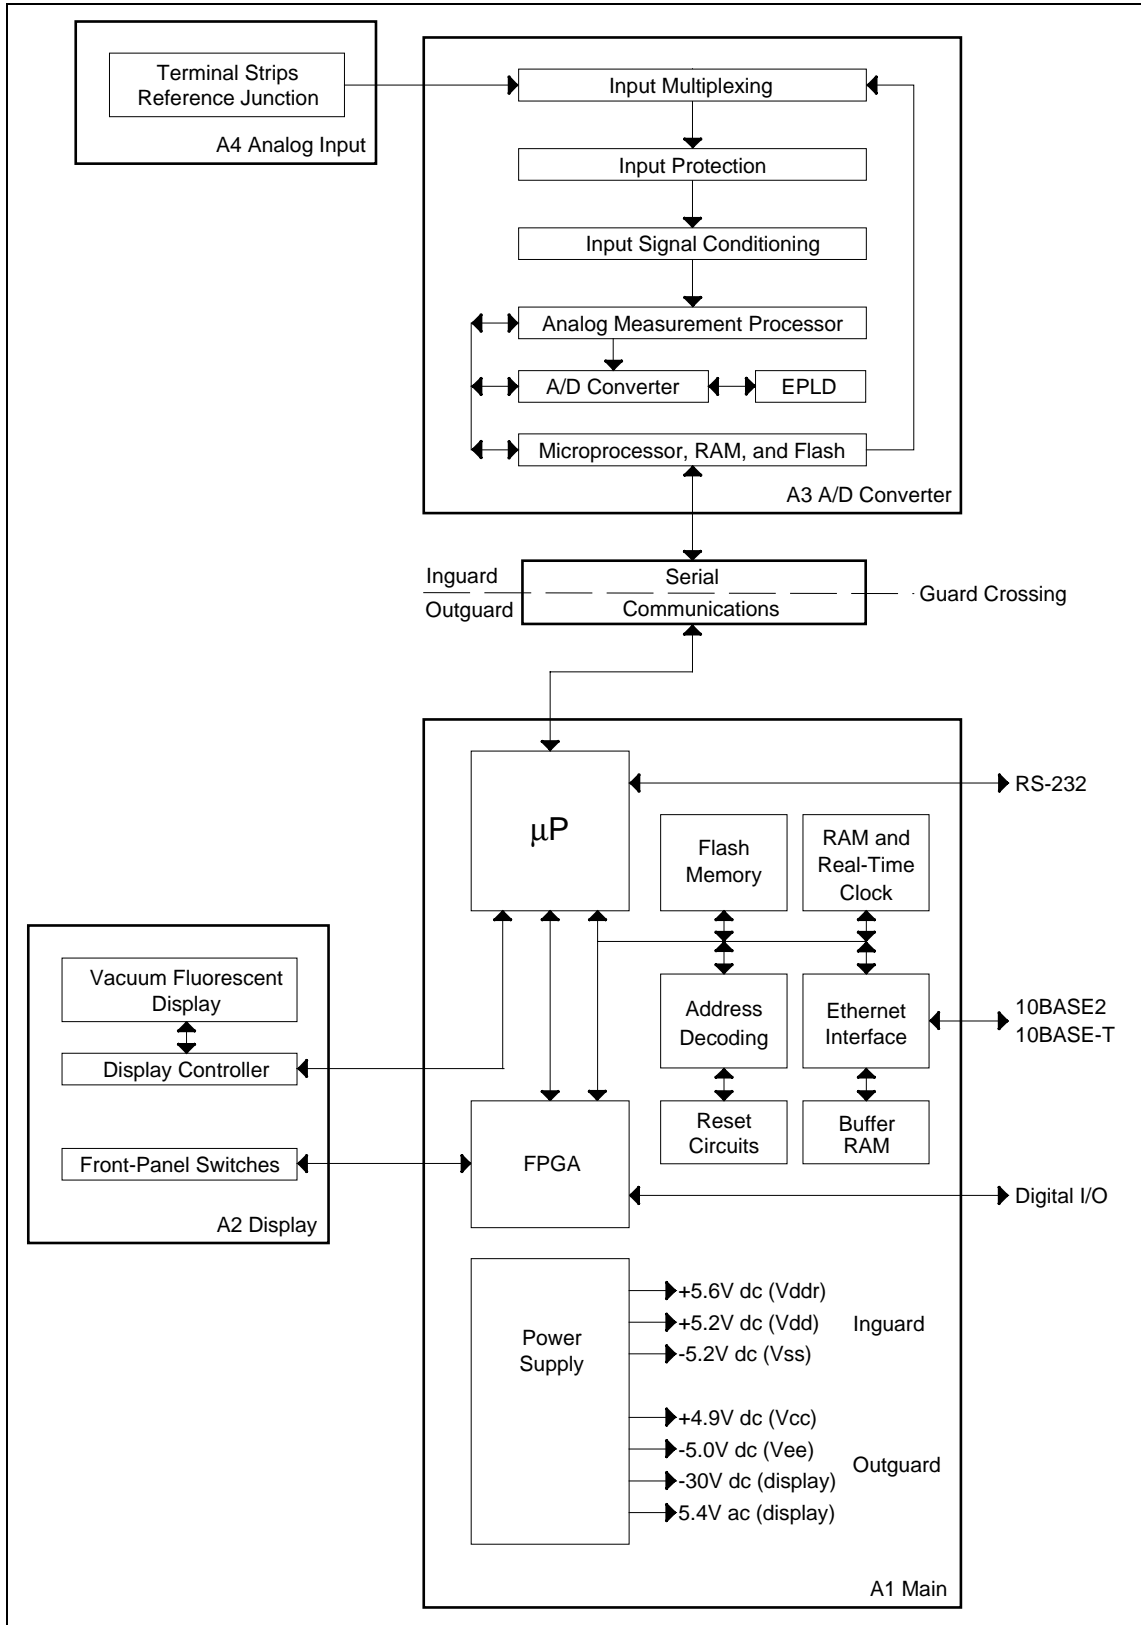 Terminal Strips
Reference Junction
A4 Analog Input
Input Multiplexing
Input Protection
Input Signal Conditioning
Analog Measurement Processor
A/D Converter
EPLD
Microprocessor, RAM, and Flash
A3 A/D Converter
Inguard
Outguard
Serial
Communications
Guard Crossing
μP
RS-232
Flash
Memory
RAM and
Real-Time
Clock
Vacuum Fluorescent
Display
Display Controller
Front-Panel Switches
A2 Display
Address
Decoding
Ethernet
Interface
10BASE2
10BASE-T
Reset
Circuits
Buffer
RAM
FPGA
Digital I/O
Power
Supply
+5.6V dc (Vddr)
+5.2V dc (Vdd)
-5.2V dc (Vss)
Inguard
+4.9V dc (Vcc)
-5.0V dc (Vee)
-30V dc (display)
5.4V ac (display)
Outguard
A1 Main